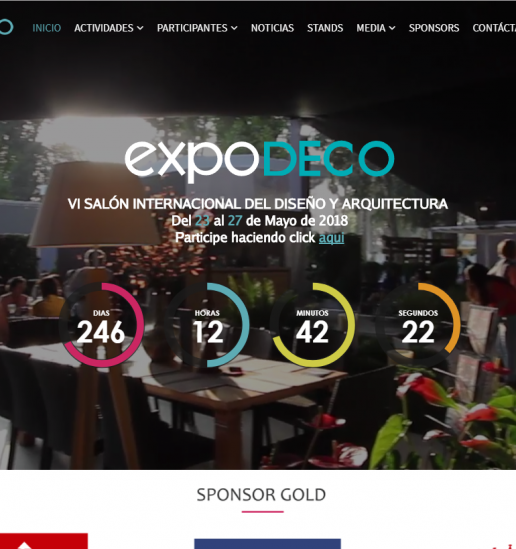 INICIO ACTIVIDADES PARTICIPANTES NOTICIAS STANDS MEDIA SPONSORS
expoDECO
VI SALÓN INTERNACIONAL DEL DISEÑO Y ARQUITECTURA
Del 23 al 27 de Mayo de 2018
Participe haciendo click aquí
DIAS HORAS MINUTOS SEGUNDOS
246 12 42 22
SPONSOR GOLD